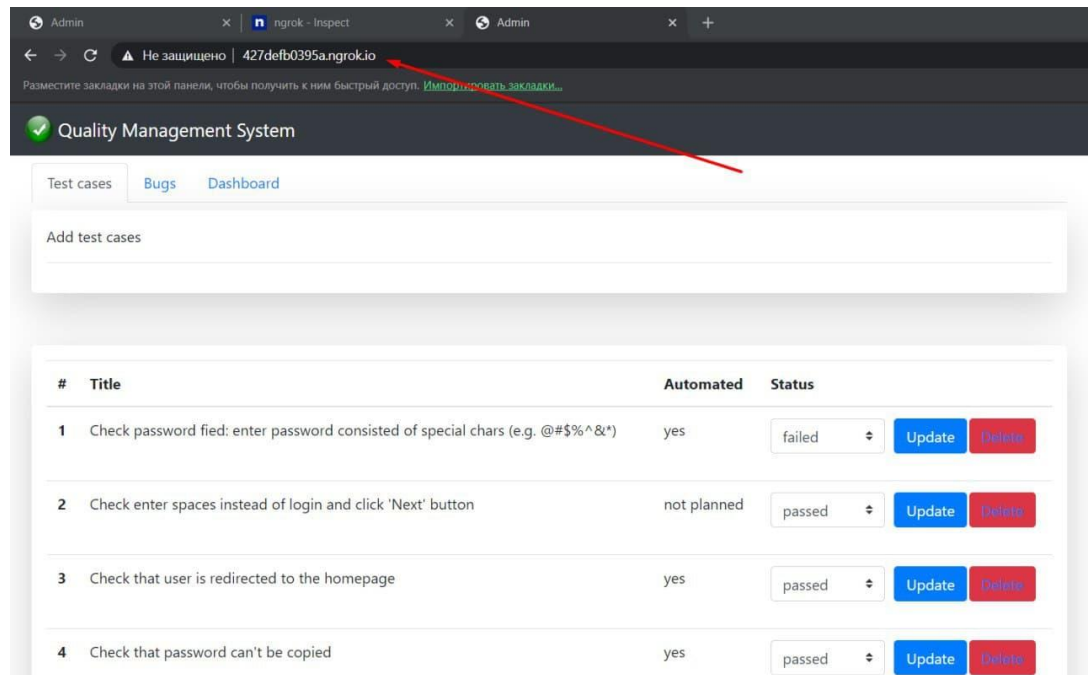 Admin
ngrok - Inspect
Admin
Не защищено | 427defb0395a.ngrok.io
Разместите закладки на этой панели, чтобы получить к ним быстрый доступ. Импортировать закладки...
Quality Management System
Test cases Bugs Dashboard
Add test cases
# Title Automated Status
1 Check password fied: enter password consisted of special chars (e.g. @#$%^&*) yes failed Update Delete
2 Check enter spaces instead of login and click 'Next' button not planned passed Update Delete
3 Check that user is redirected to the homepage yes passed Update Delete
4 Check that password can't be copied yes passed Update Delete